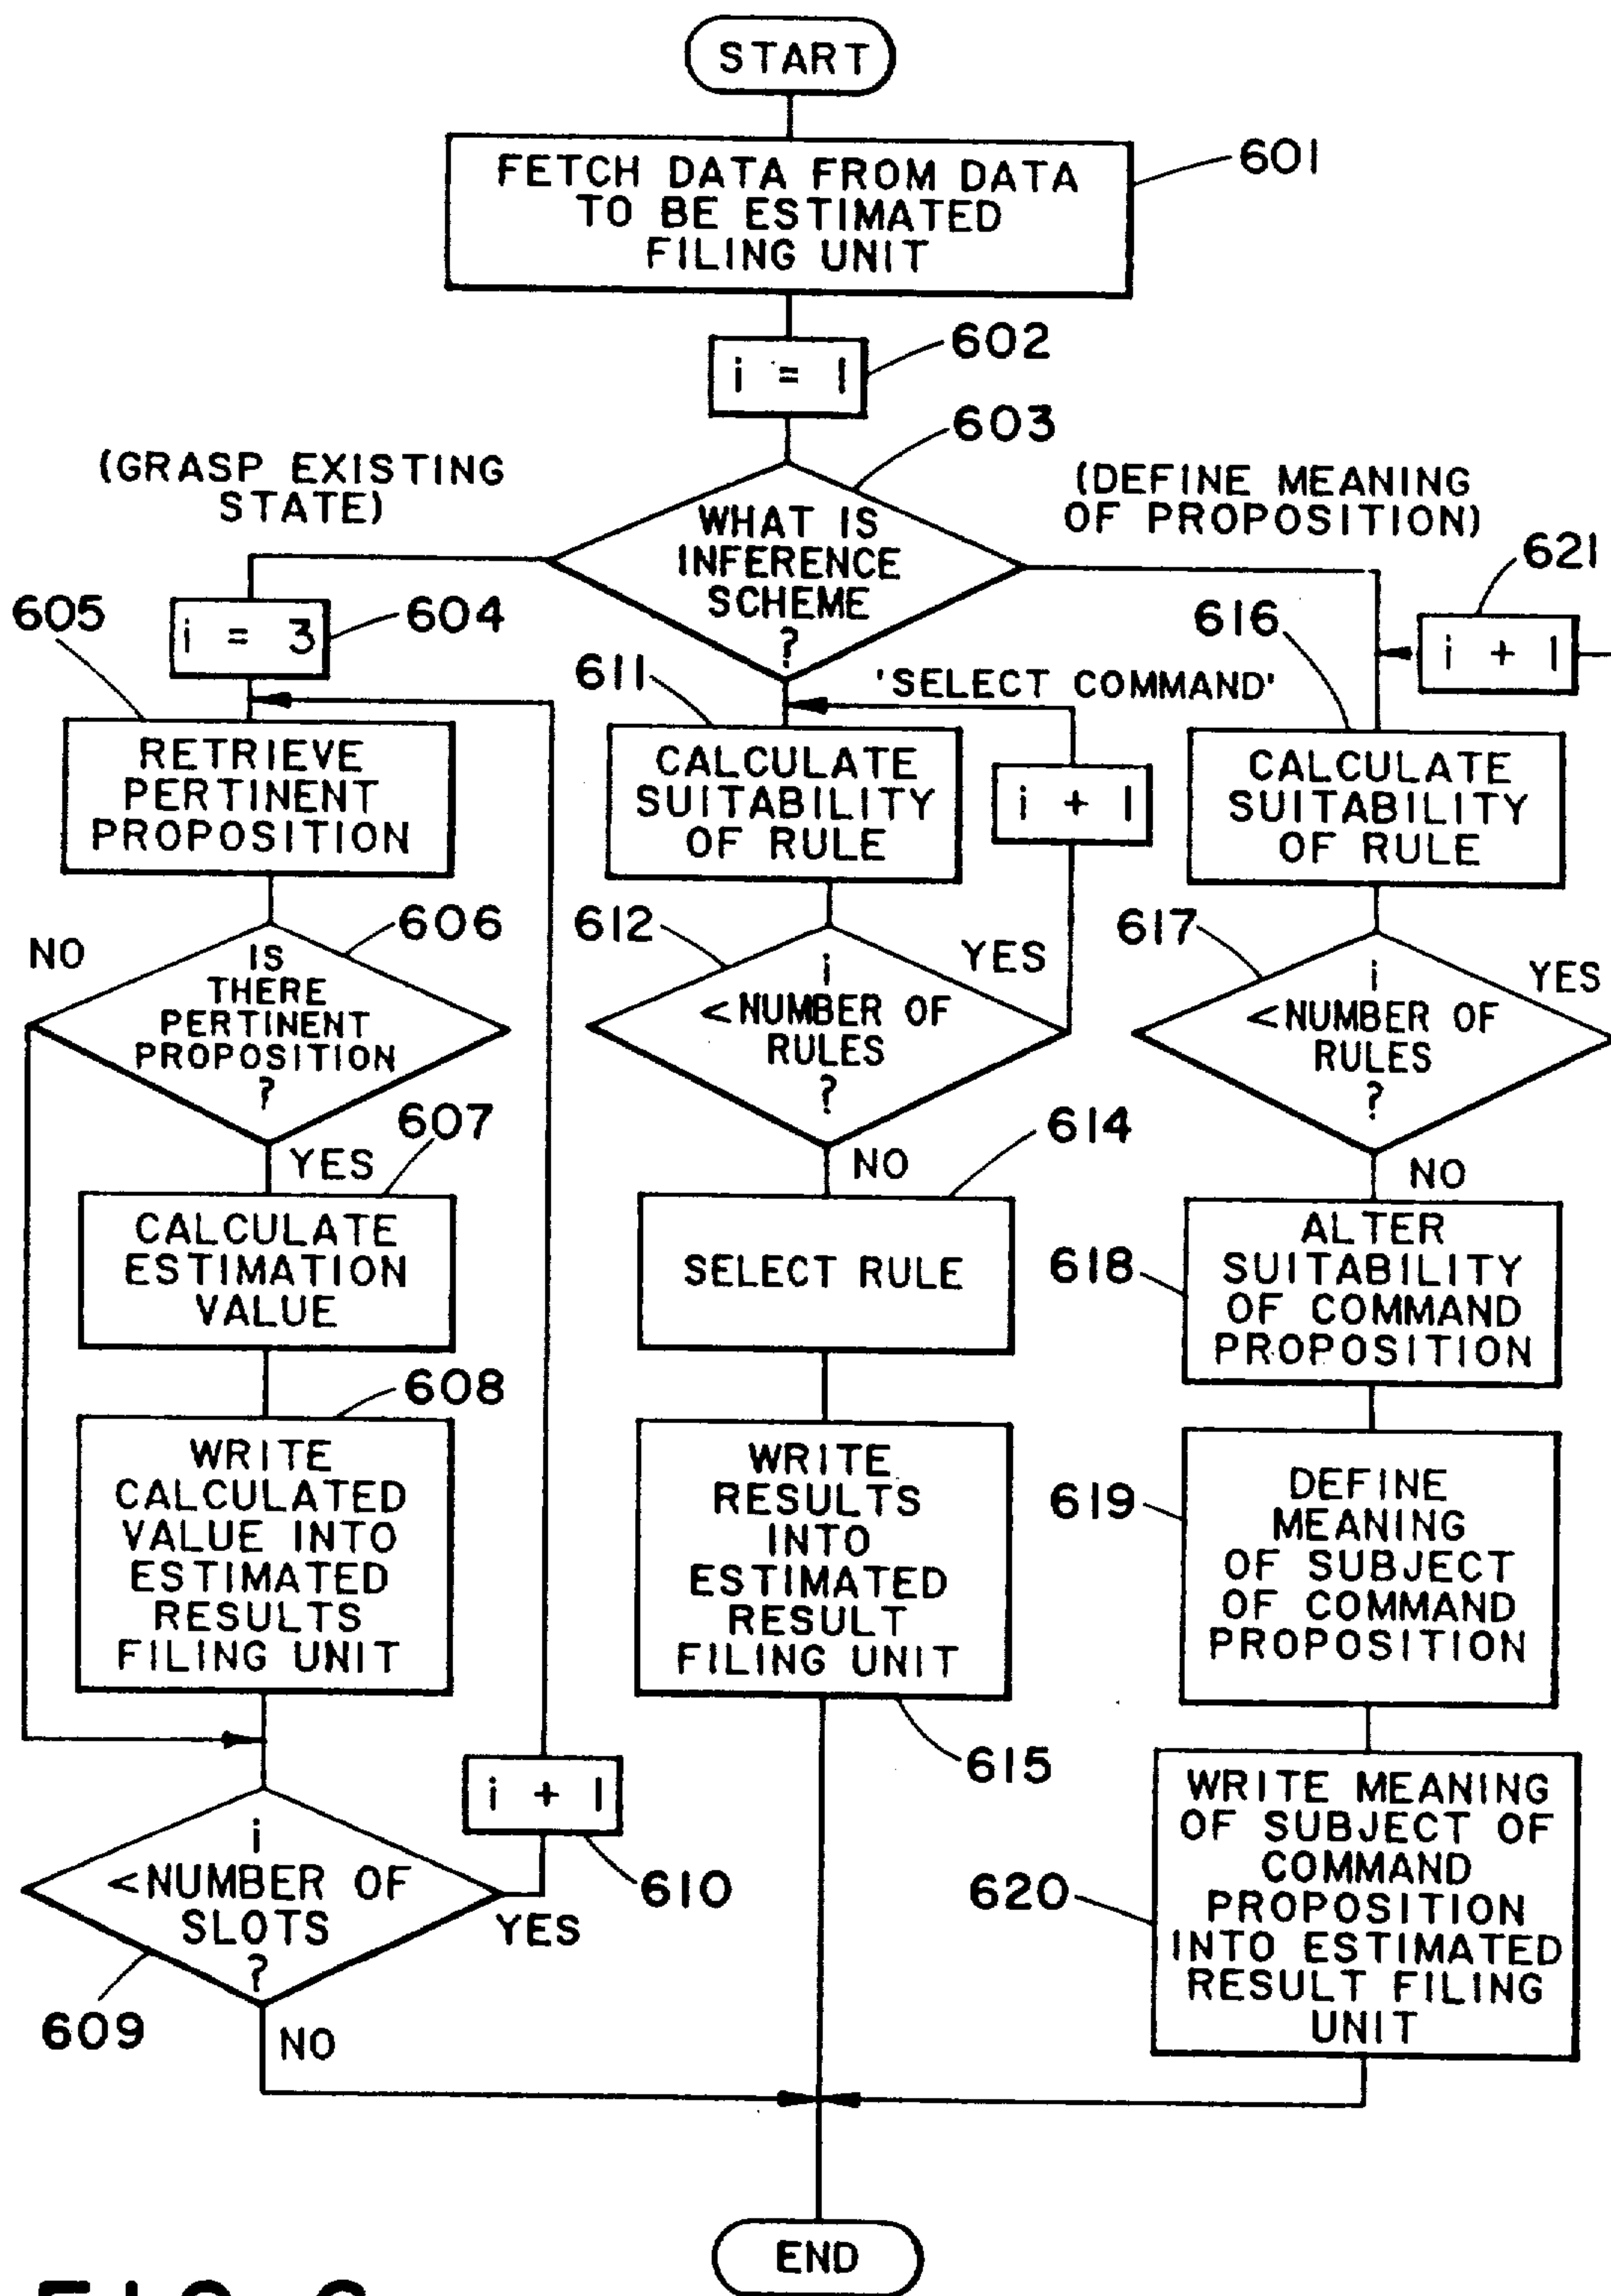 START
FETCH DATA FROM DATA
TO BE ESTIMATED
FILING UNIT
601
i = 1
602
603
(GRASP EXISTING
STATE)
WHAT IS
INFERENCE
SCHEME
?
(DEFINE MEANING
OF PROPOSITION)
621
i + 1
605
i = 3
604
616
611
'SELECT COMMAND'
RETRIEVE
PERTINENT
PROPOSITION
CALCULATE
SUITABILITY
OF RULE
i + 1
CALCULATE
SUITABILITY
OF RULE
NO
606
IS
THERE
PERTINENT
PROPOSITION
?
612
YES
i
<NUMBER OF
RULES
?
617
YES
i
<NUMBER OF
RULES
?
607
YES
614
NO
NO
CALCULATE
ESTIMATION
VALUE
SELECT RULE
618
ALTER
SUITABILITY
OF COMMAND
PROPOSITION
608
WRITE
CALCULATED
VALUE INTO
ESTIMATED
RESULTS
FILING UNIT
WRITE
RESULTS
INTO
ESTIMATED
RESULT
FILING UNIT
615
619
DEFINE
MEANING
OF SUBJECT
OF COMMAND
PROPOSITION
i + 1
610
i
<NUMBER OF
SLOTS
?
YES
609
NO
620
WRITE MEANING
OF SUBJECT OF
COMMAND
PROPOSITION
INTO ESTIMATED
RESULT FILING
UNIT
END